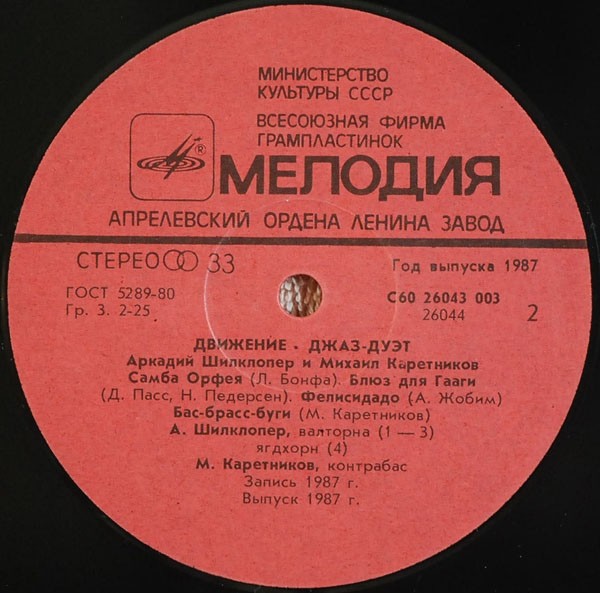 МИНИСТЕРСТВО
КУЛЬТУРЫ СССР
ВСЕСОЮЗНАЯ ФИРМА
ГРАМПЛАСТИНОК
®
МЕЛОДИЯ
АПРЕЛЕВСКИЙ ОРДЕНА ЛЕНИНА ЗАВОД
СТЕРЕО 33
Год выпуска 1987
ГОСТ 5289-80
Гр. 3. 2-25
С60 26043 003
26044
2
ДВИЖЕНИЕ · ДЖАЗ-ДУЭТ
Аркадий Шилклопер и Михаил Каретников
Самба Орфея (Л. Бонфа). Блюз для Гааги
(Д. Пасс, Н. Педерсен). Фелисидадо (А. Жобим)
Бас-брасс-буги (М. Каретников)
А. Шилклопер, валторна (1 — 3)
ягдхорн (4)
М. Каретников, контрабас
Запись 1987 г.
Выпуск 1987 г.